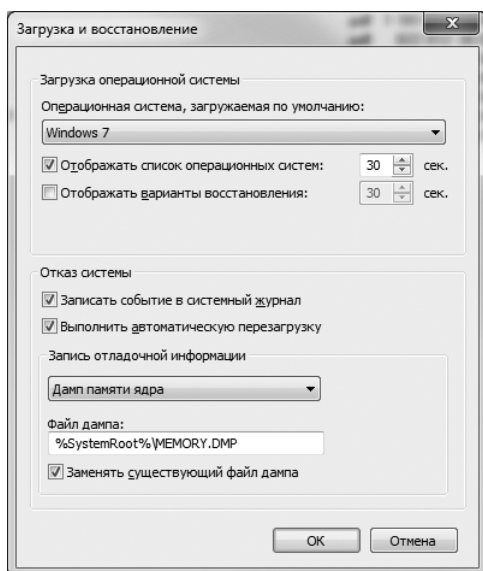 Загрузка и восстановление
Загрузка операционной системы
Операционная система, загружаемая по умолчанию:
Windows 7
Отображать список операционных систем: 30 сек.
Отображать варианты восстановления: 30 сек.
Отказ системы
Записать событие в системный журнал
Выполнить автоматическую перезагрузку
Запись отладочной информации
Дамп памяти ядра
Файл дампа:
%SystemRoot%\MEMORY.DMP
Заменять существующий файл дампа
ОК Отмена